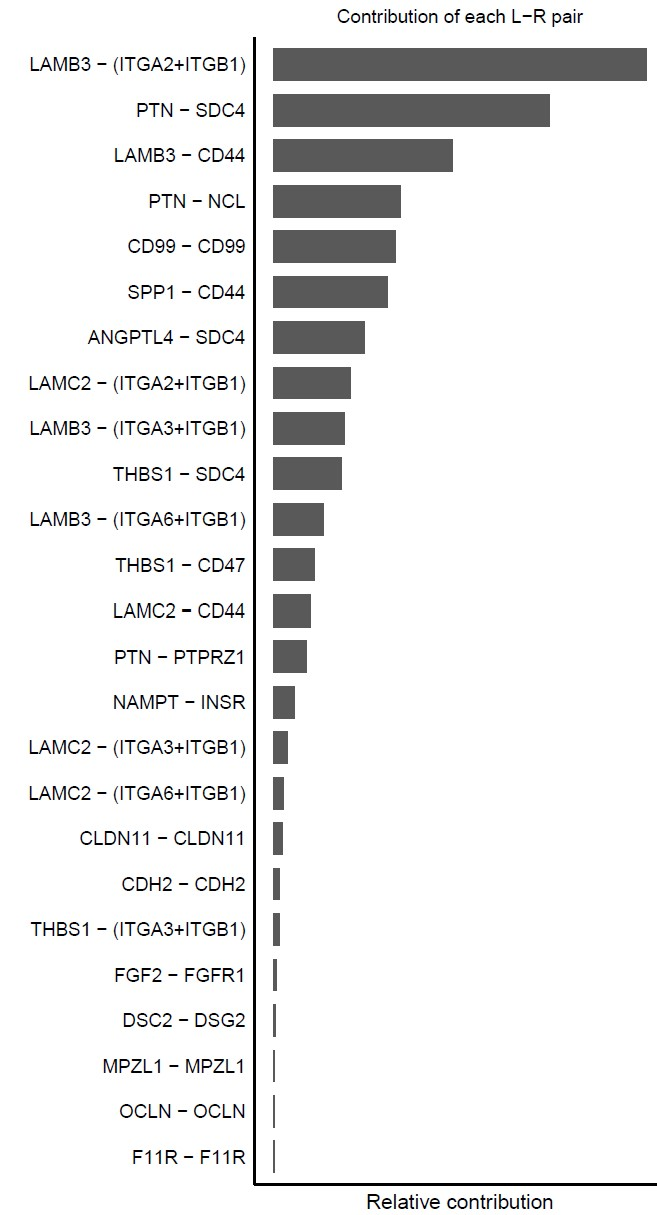 Contribution of each L−R pair
LAMB3 − (ITGA2+ITGB1)
PTN − SDC4
LAMB3 − CD44
PTN − NCL
CD99 − CD99
SPP1 − CD44
ANGPTL4 − SDC4
LAMC2 − (ITGA2+ITGB1)
LAMB3 − (ITGA3+ITGB1)
THBS1 − SDC4
LAMB3 − (ITGA6+ITGB1)
THBS1 − CD47
LAMC2 − CD44
PTN − PTPRZ1
NAMPT − INSR
LAMC2 − (ITGA3+ITGB1)
LAMC2 − (ITGA6+ITGB1)
CLDN11 − CLDN11
CDH2 − CDH2
THBS1 − (ITGA3+ITGB1)
FGF2 − FGFR1
DSC2 − DSG2
MPZL1 − MPZL1
OCLN − OCLN
F11R − F11R
Relative contribution